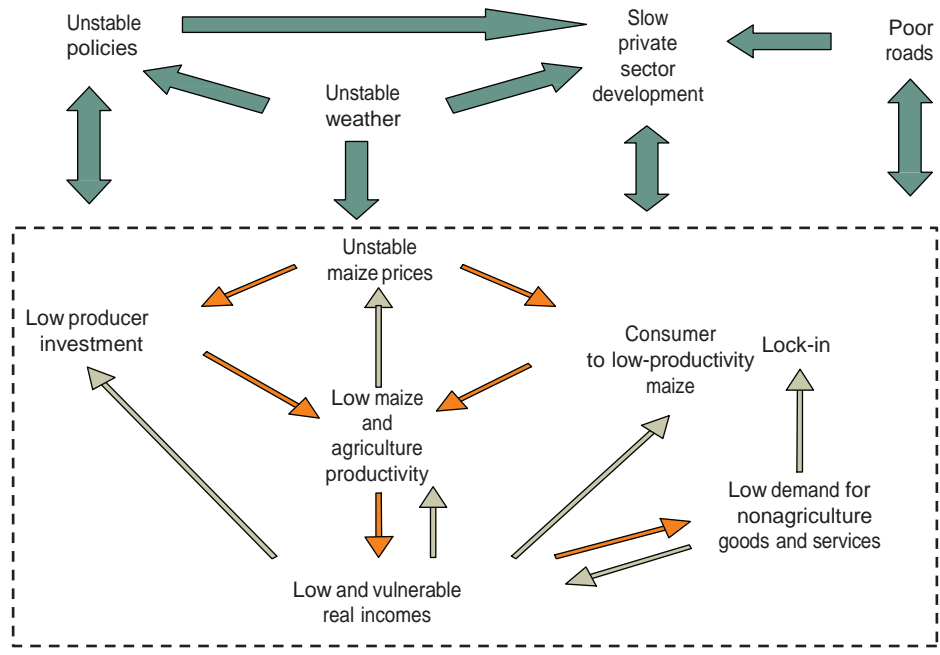 Unstable
policies
Slow
private
sector
development
Poor
roads
Unstable
weather
Unstable
maize prices
Low producer
investment
Consumer
to low-productivity
maize
Lock-in
Low maize
and
agriculture
productivity
Low demand for
nonagriculture
goods and services
Low and vulnerable
real incomes